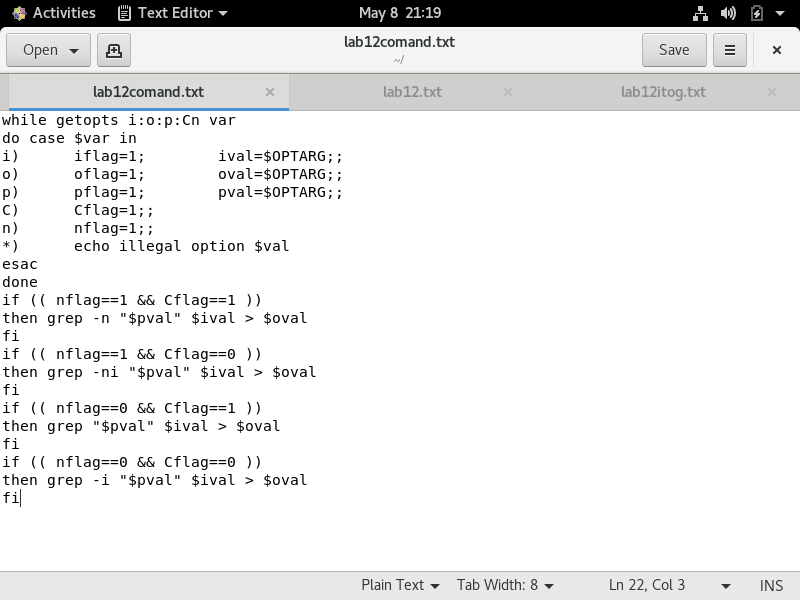 Activities Text Editor May 8 21:19
Open lab12comand.txt Save
~/
lab12comand.txt lab12.txt lab12itog.txt
while getopts i:o:p:Cn var
do case $var in
i) iflag=1; ival=$OPTARG;;
o) oflag=1; oval=$OPTARG;;
p) pflag=1; pval=$OPTARG;;
C) Cflag=1;;
n) nflag=1;;
*) echo illegal option $val
esac
done
if (( nflag==1 && Cflag==1 ))
then grep -n "$pval" $ival > $oval
fi
if (( nflag==1 && Cflag==0 ))
then grep -ni "$pval" $ival > $oval
fi
if (( nflag==0 && Cflag==1 ))
then grep "$pval" $ival > $oval
fi
if (( nflag==0 && Cflag==0 ))
then grep -i "$pval" $ival > $oval
fi
Plain Text Tab Width: 8 Ln 22, Col 3 INS